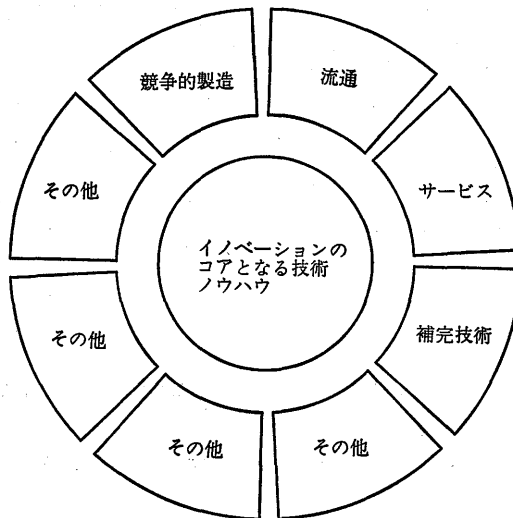 競争的製造
流通
サービス
補完技術
その他
その他
その他
その他
イノベーションの
コアとなる技術
ノウハウ